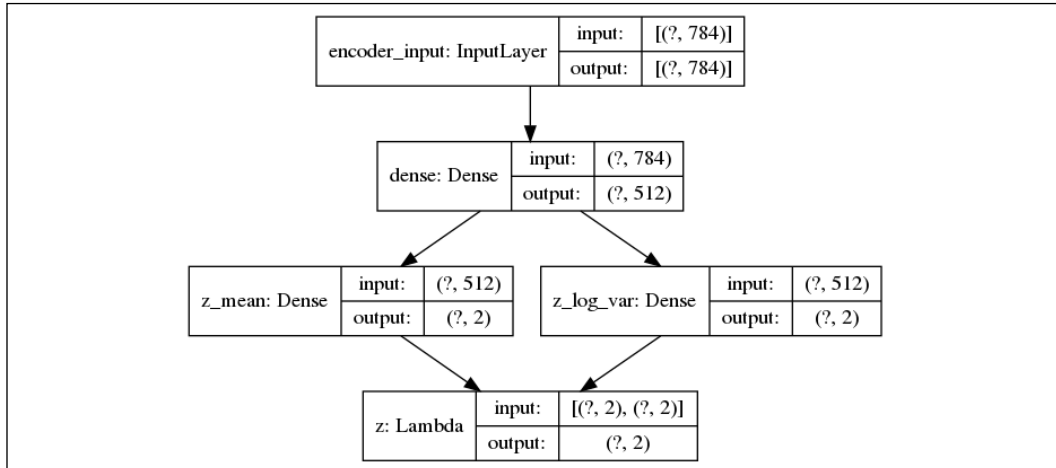 encoder_input: InputLayer
input: [(?, 784)]
output: [(?, 784)]
dense: Dense
input: (?, 784)
output: (?, 512)
z_mean: Dense
input: (?, 512)
output: (?, 2)
z_log_var: Dense
input: (?, 512)
output: (?, 2)
z: Lambda
input: [(?, 2), (?, 2)]
output: (?, 2)